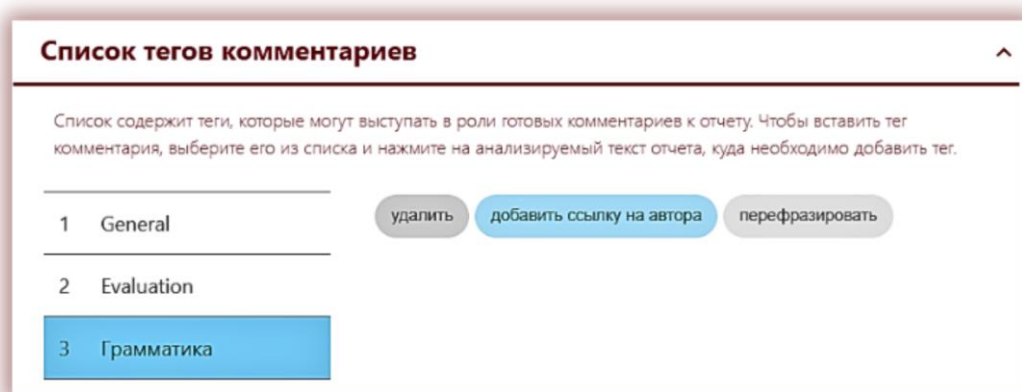 Список тегов комментариев
Список содержит теги, которые могут выступать в роли готовых комментариев к отчету. Чтобы вставить тег
комментария, выберите его из списка и нажмите на анализируемый текст отчета, куда необходимо добавить тег.
1 General
удалить добавить ссылку на автора перефразировать
2 Evaluation
3 Грамматика